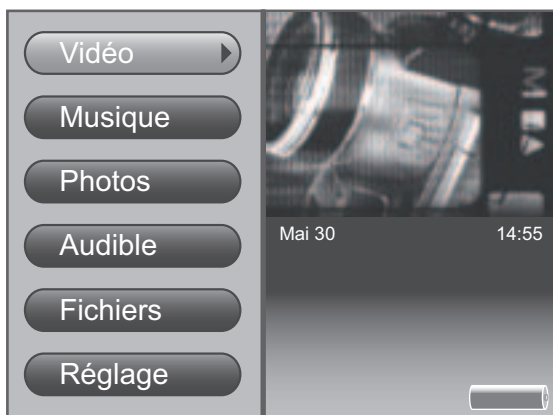 Vidéo
Musique
Photos
Audible
Fichiers
Réglage
Mai 30 14:55